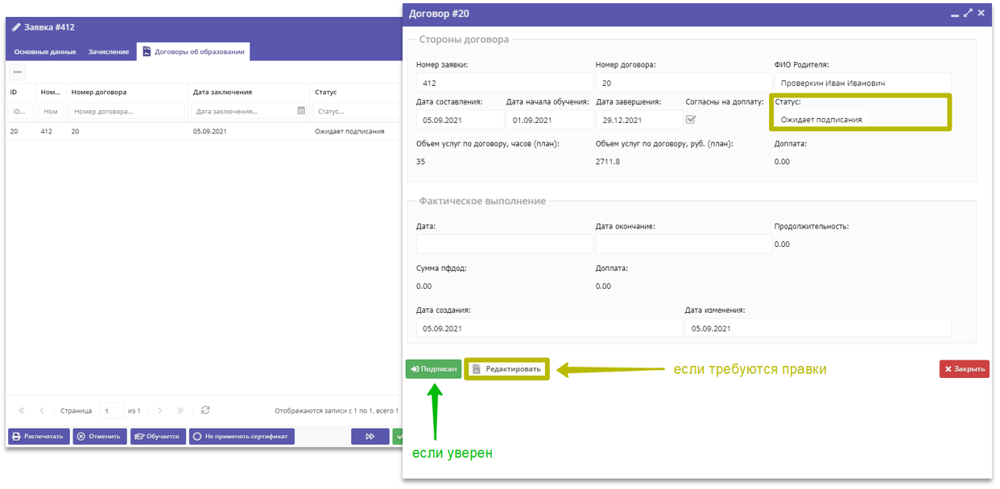 Заявка #412
Основные данные Зачисление Договоры об образовании
iD Ном... Номер договора Дата заключения Статус
iD... Ном Номер договора... Дата заключения... Статус...
20 412 20 05.09.2021 Ожидает подписания
Страница 1 из 1 Отображаются записи с 1 по 1, всего 1
Распечатать Отменить Обучается Не применять сертификат
Договор #20
Стороны договора
Номер заявки: Номер договора: ФИО Родителя:
412 20 Проверкин Иван Иванович
Дата составления: Дата начала обучения: Дата завершения: Согласны на доплату: Статус:
05.09.2021 01.09.2021 29.12.2021 Ожидает подписания
Объем услуг по договору, часов (план): Объем услуг по договору, руб. (план): Доплата:
35 2711.8 0.00
Фактическое выполнение
Дата: Дата окончание: Продолжительность:
0.00
Сумма пфдод: Доплата:
0.00 0.00
Дата создания: Дата изменения:
05.09.2021 05.09.2021
Подписан Редактировать если требуются правки Закрыть
если уверен